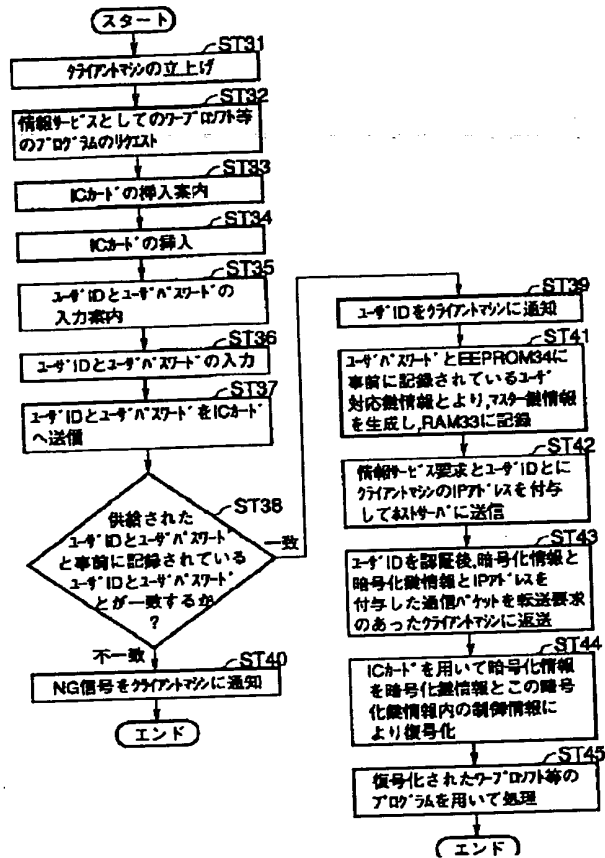 スタート
ST31
クライアントマシンの立上げ
ST32
情報サービスとしてのワープロソフト等
のプログラムのリクエスト
ST33
ICカードの挿入案内
ST34
ICカードの挿入
ST35
ユーザIDとユーザパスワードの
入力案内
ST36
ユーザIDとユーザパスワードの入力
ST37
ユーザIDとユーザパスワードをICカード
へ送信
ST38
供給された
ユーザIDとユーザパスワード
と事前に記録されている
ユーザIDとユーザパスワード
とが一致するか
?
一致
不一致
ST40
NG信号をクライアントマシンに通知
エンド
ST39
ユーザIDをクライアントマシンに通知
ST41
ユーザパスワードとEEPROM34に
事前に記録されているユーザ
対応鍵情報とより,マスター鍵情報
を生成し,RAM33に記録
ST42
情報サービス要求とユーザIDとに
クライアントマシンのIPアドレスを付与
してホストサーバに送信
ST43
ユーザIDを認証後,暗号化情報と
暗号化鍵情報とIPアドレスを
付与した通信パケットを転送要求
のあったクライアントマシンに返送
ST44
ICカードを用いて暗号化情報
を暗号化鍵情報とこの暗号
化鍵情報内の制御情報に
より復号化
ST45
復号化されたワープロソフト等の
プログラムを用いて処理
エンド